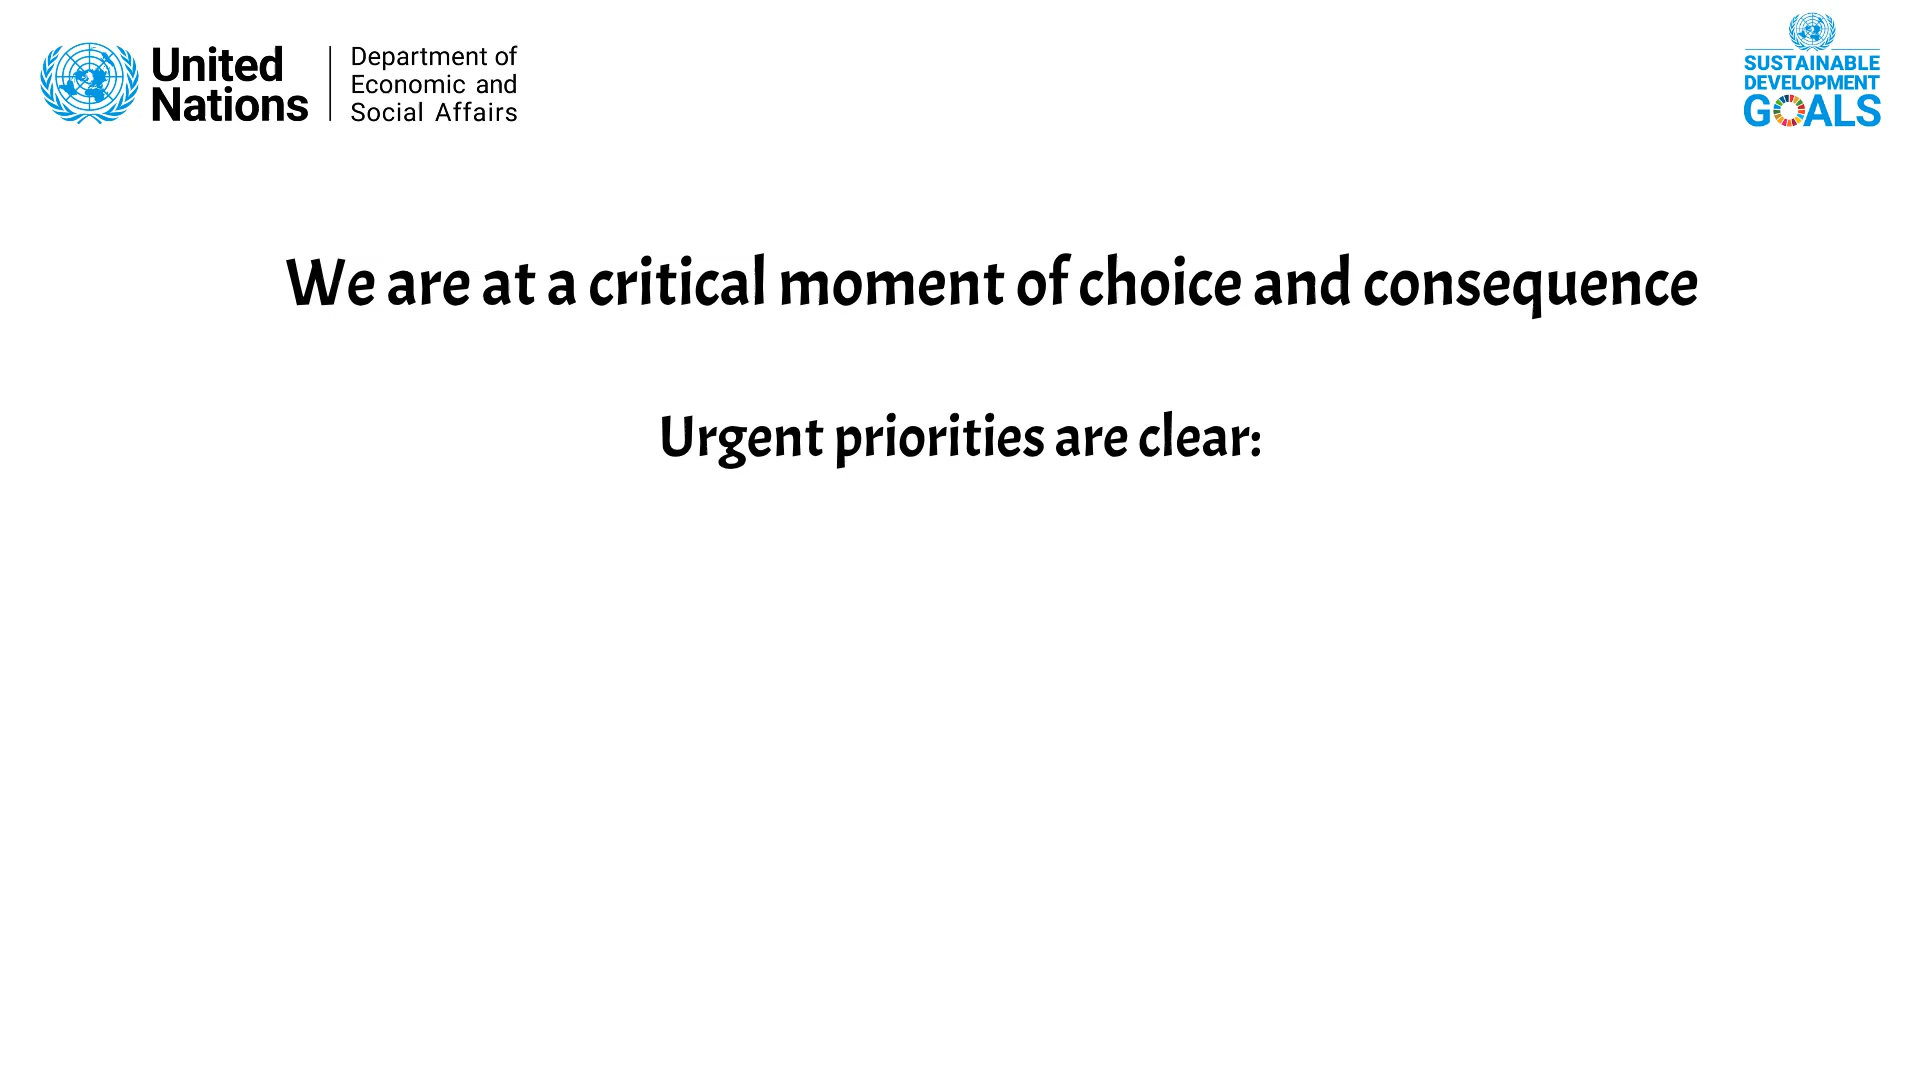 United
Nations
Department of
Economic and
Social Affairs
SUSTAINABLE
DEVELOPMENT
GOALS
We are at a critical moment of choice and consequence
Urgent priorities are clear: